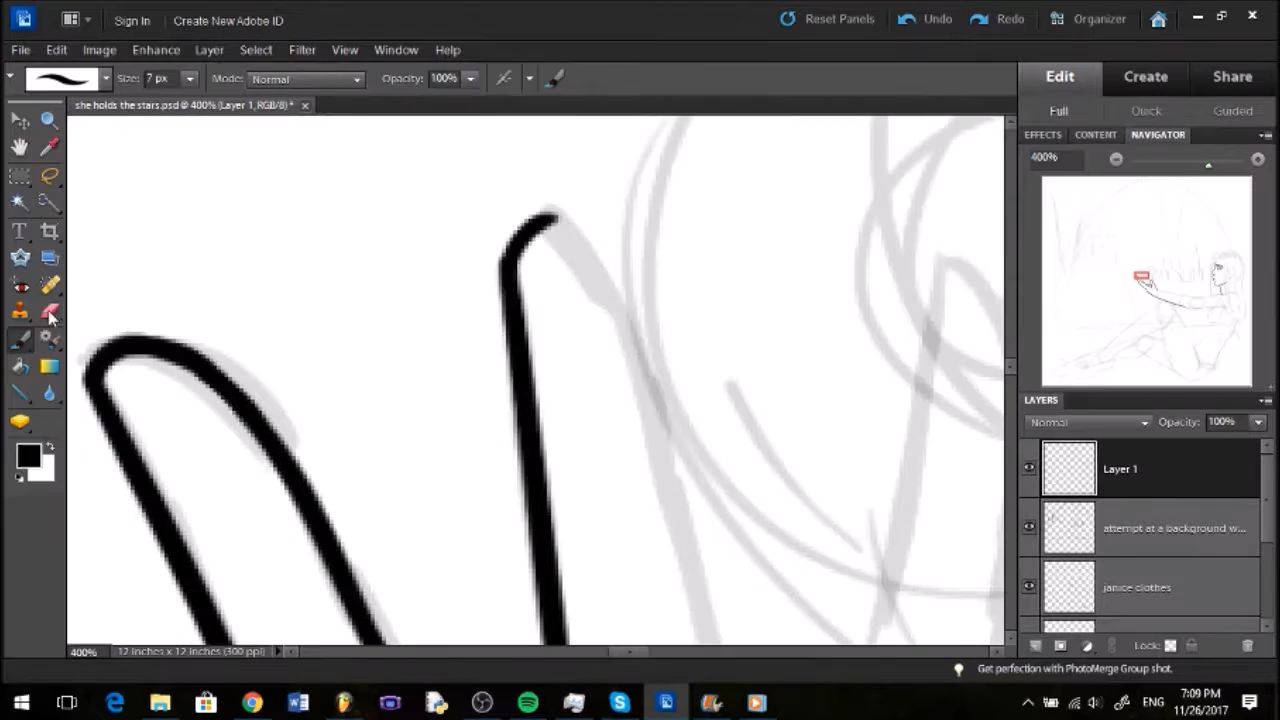 Sign In Create New Adobe ID Reset Panels Undo Redo Organizer
File Edit Image Enhance Layer Select Filter View Window Help
Size: 7 px Mode: Normal Opacity: 100% Edit Create Share
she holds the stars.psd @ 400% (Layer 1,RGB/8) * Full Quick Guided
EFFECTS CONTENT NAVIGATOR
400%
LAYERS
Normal Opacity: 100%
Layer 1
attempt at a background w...
janice clothes
400% 12 inches x 12 inches (300 ppi) Lock:
Get perfection with PhotoMerge Group shot.
ENG 7:09 PM
11/26/2017